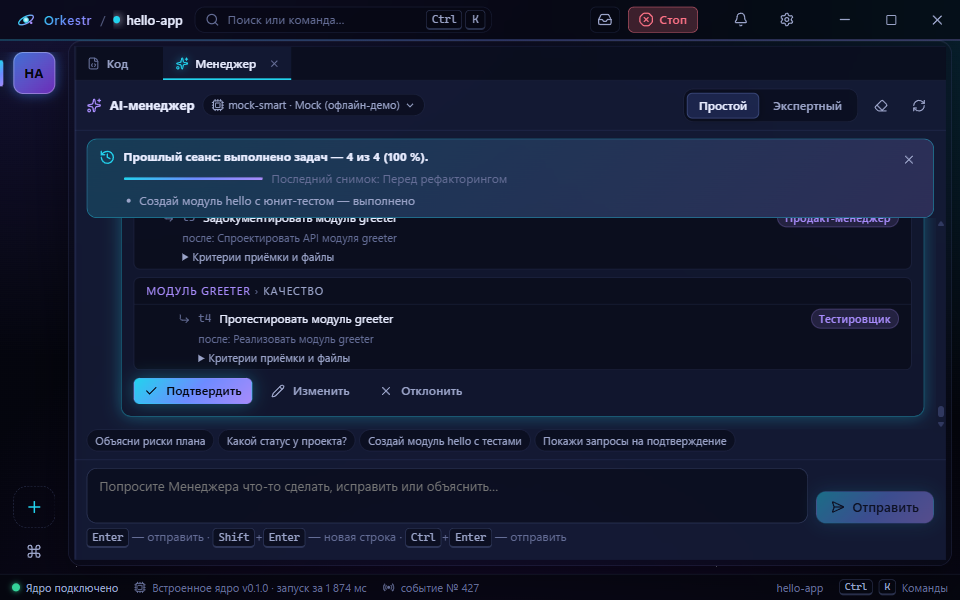 Orkestr / hello-app
Поиск или команда... Ctrl K
Стоп
HA
Код
Менеджер
AI-менеджер
mock-smart · Mock (офлайн-демо)
Простой
Экспертный
Прошлый сеанс: выполнено задач — 4 из 4 (100 %).
Последний снимок: Перед рефакторингом
• Создай модуль hello с юнит-тестом — выполнено
t3 Задокументировать модуль greeter
Продакт-менеджер
после: Спроектировать API модуля greeter
Критерии приёмки и файлы
МОДУЛЬ GREETER › КАЧЕСТВО
t4 Протестировать модуль greeter
Тестировщик
после: Реализовать модуль greeter
Критерии приёмки и файлы
Подтвердить
Изменить
Отклонить
Объясни риски плана
Какой статус у проекта?
Создай модуль hello с тестами
Покажи запросы на подтверждение
Попросите Менеджера что-то сделать, исправить или объяснить...
Отправить
Enter — отправить · Shift + Enter — новая строка · Ctrl + Enter — отправить
Ядро подключено
Встроенное ядро v0.1.0 · запуск за 1 874 мс
событие № 427
hello-app
Ctrl K Команды